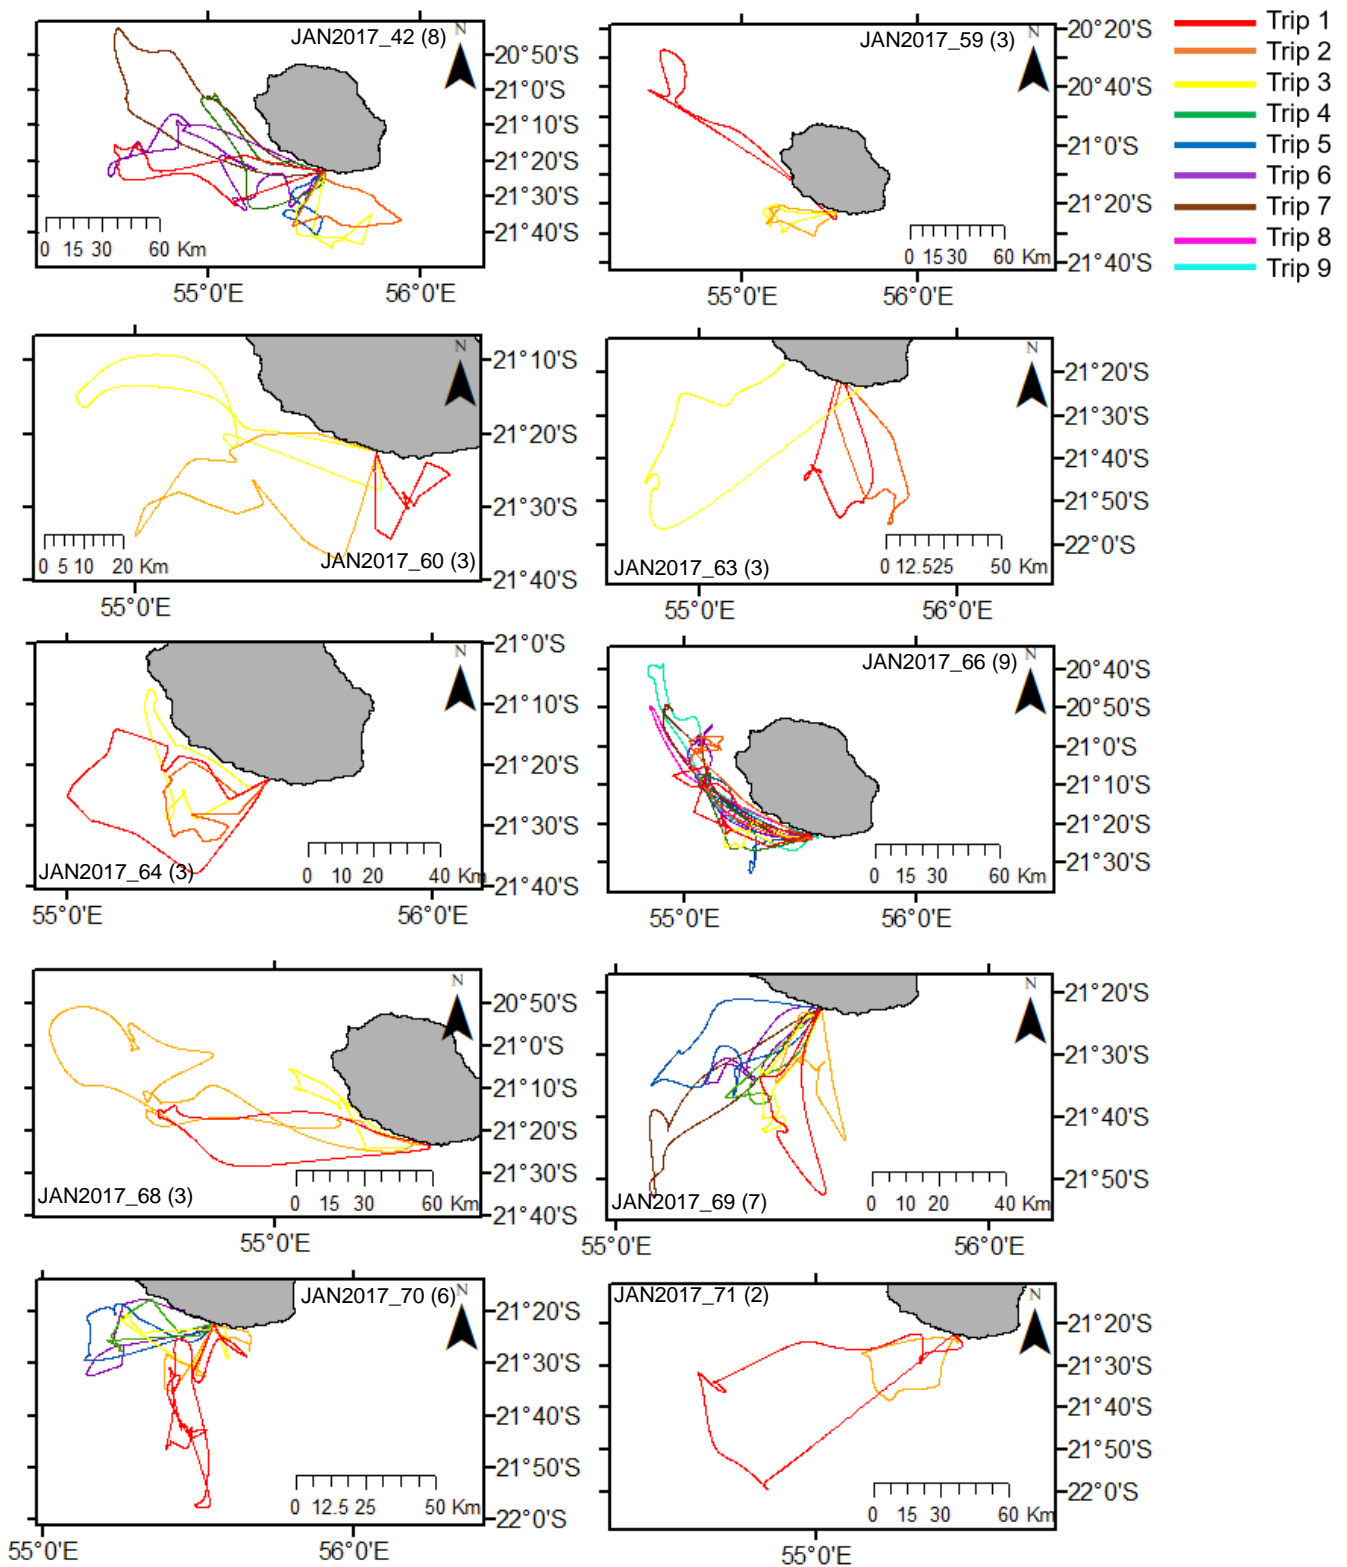 JAN2017_42 (8)
N
20°50'S
21°0'S
21°10'S
21°20'S
21°30'S
21°40'S
0 15 30 60 Km
55°0'E 56°0'E
JAN2017_59 (3)
N
20°20'S
20°40'S
21°0'S
21°20'S
21°40'S
0 15 30 60 Km
55°0'E 56°0'E
Trip 1
Trip 2
Trip 3
Trip 4
Trip 5
Trip 6
Trip 7
Trip 8
Trip 9
N
21°10'S
21°20'S
21°30'S
21°40'S
0 5 10 20 Km
JAN2017_60 (3)
55°0'E
N
21°20'S
21°30'S
21°40'S
21°50'S
22°0'S
0 12.525 50 Km
JAN2017_63 (3)
55°0'E 56°0'E
N
21°0'S
21°10'S
21°20'S
21°30'S
21°40'S
JAN2017_64 (3)
0 10 20 40 Km
55°0'E 56°0'E
JAN2017_66 (9)
N
20°40'S
20°50'S
21°0'S
21°10'S
21°20'S
21°30'S
0 15 30 60 Km
55°0'E 56°0'E
N
20°50'S
21°0'S
21°10'S
21°20'S
21°30'S
21°40'S
JAN2017_68 (3)
0 15 30 60 Km
55°0'E
N
21°20'S
21°30'S
21°40'S
21°50'S
0 10 20 40 Km
JAN2017_69 (7)
55°0'E 56°0'E
JAN2017_70 (6)
N
21°20'S
21°30'S
21°40'S
21°50'S
22°0'S
0 12.5 25 50 Km
55°0'E 56°0'E
JAN2017_71 (2)
N
21°20'S
21°30'S
21°40'S
21°50'S
22°0'S
0 15 30 60 Km
55°0'E